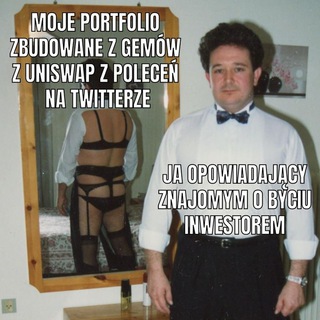 MOJE PORTFOLIO
ZBUDOWANE Z GEMÓW
Z UNISWAP Z POLECEŃ
NA TWITTERZE
JA OPOWIADAJĄCY
ZNAJOMYM O BYCIU
INWESTOREM